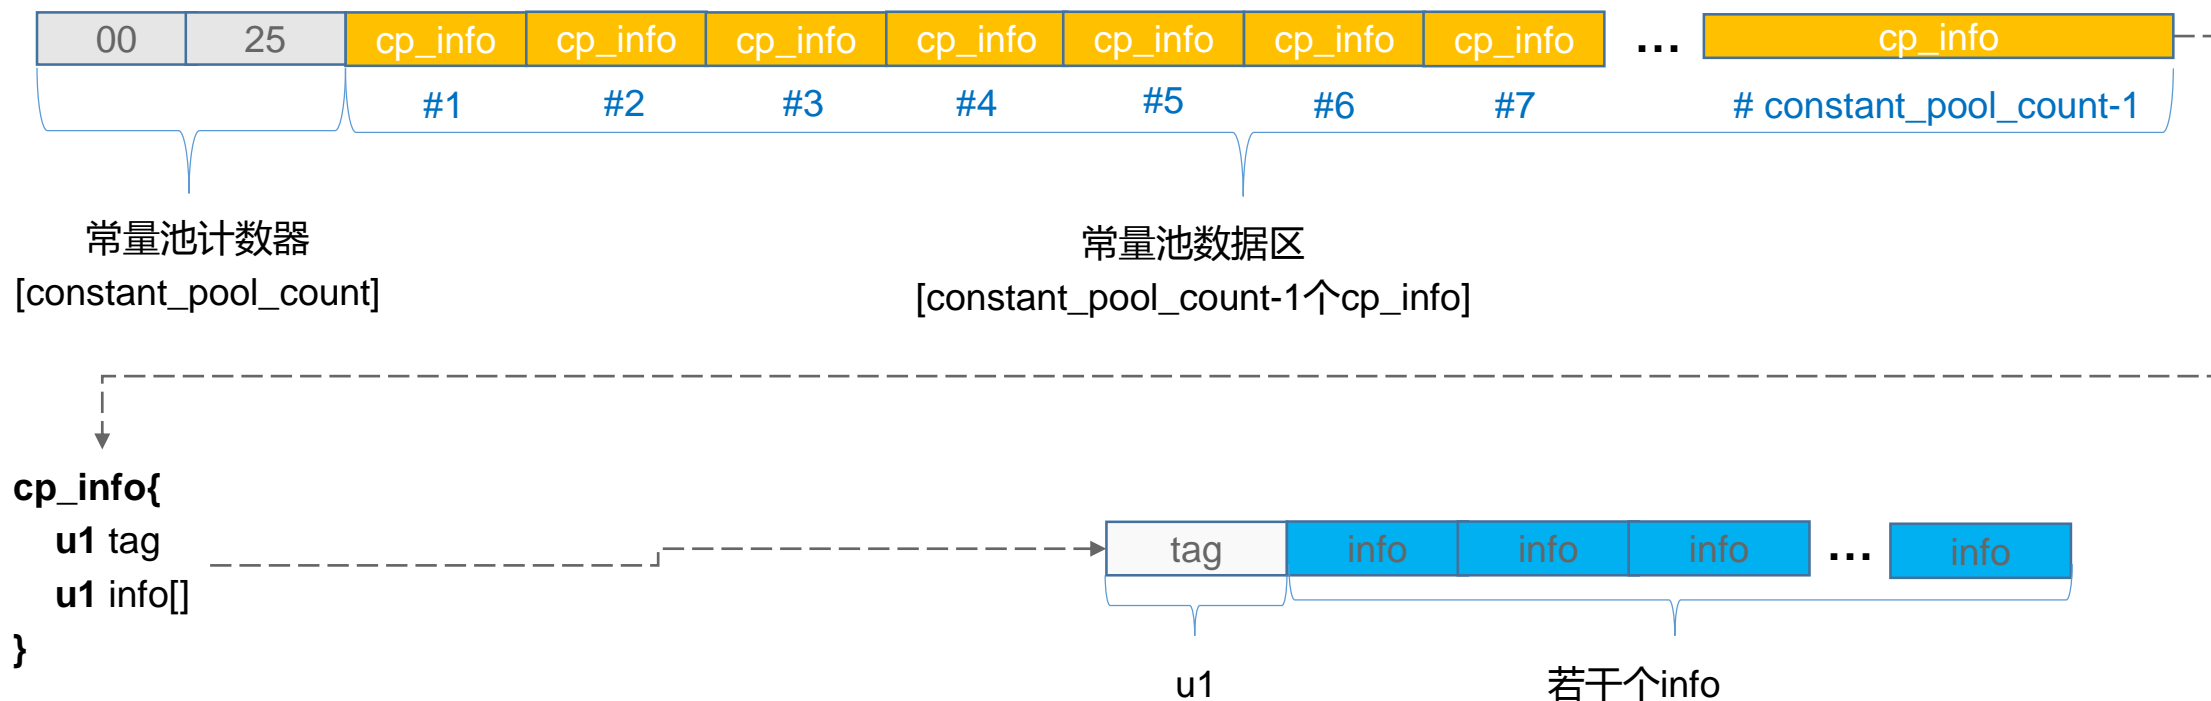 00 25 cp_info cp_info cp_info cp_info cp_info cp_info cp_info ... cp_info
#1 #2 #3 #4 #5 #6 #7 # constant_pool_count-1
常量池计数器
[constant_pool_count]
常量池数据区
[constant_pool_count-1个cp_info]
cp_info{
u1 tag
u1 info[]
}
tag info info info ... info
u1 若干个info